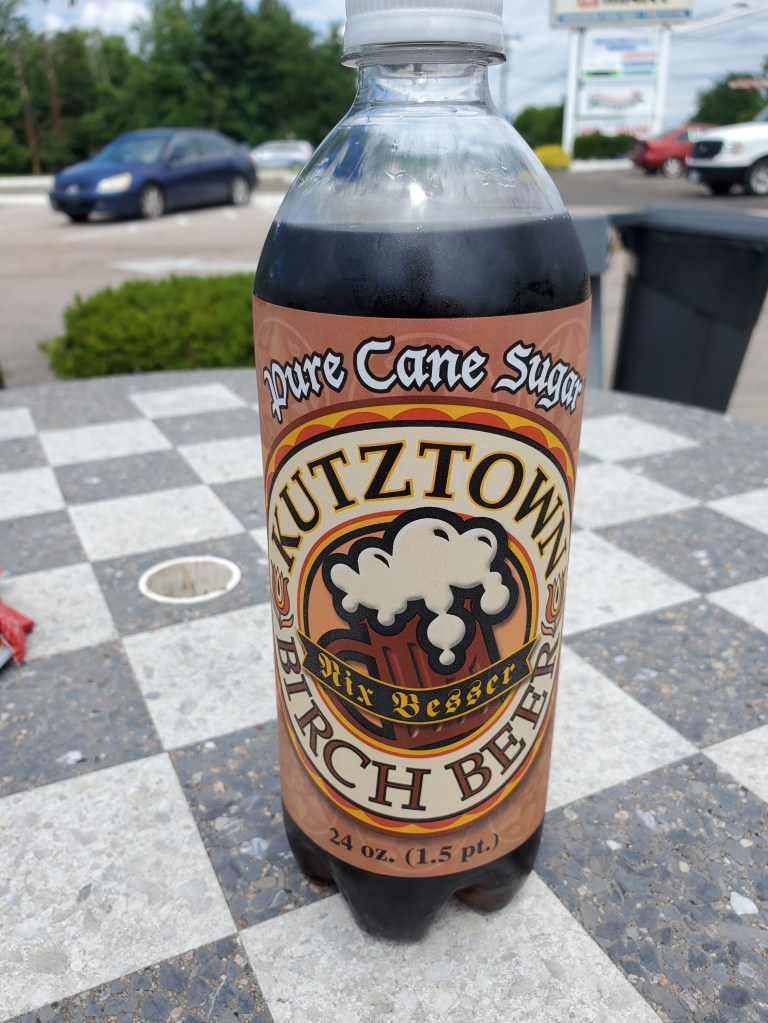 Pure Cane Sugar
KUTZTOWN
Nix Besser
BIRCH BEER
24 oz. (1.5 pt.)